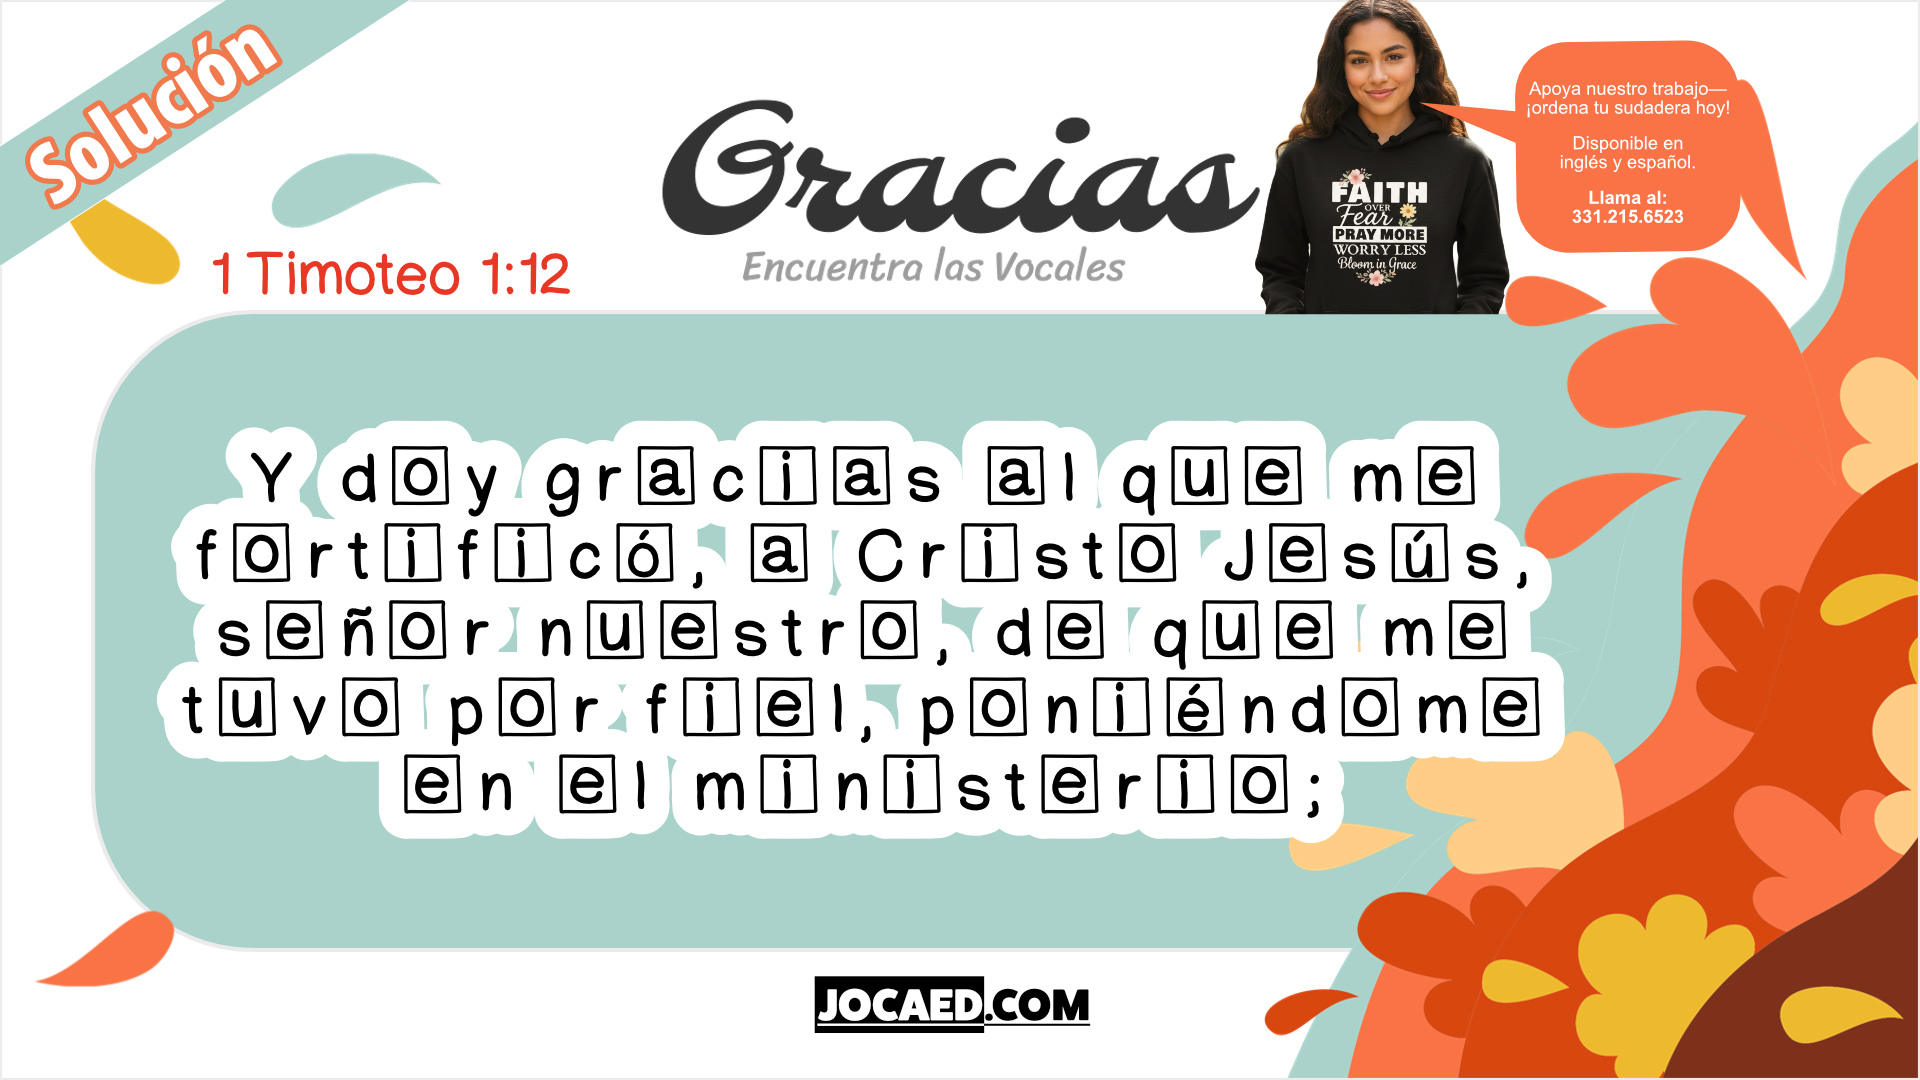 Solución
Gracias
Encuentra las Vocales
1 Timoteo 1:12
Apoya nuestro trabajo—
¡ordena tu sudadera hoy!
Disponible en
inglés y español.
Llama al:
331.215.6523
FAITH
OVER
Fear
PRAY MORE
WORRY LESS
Bloom in Grace
Y doy gracias al que me
fortificó, a Cristo Jesús,
señor nuestro, de que me
tuvo por fiel, poniéndome
en el ministerio;
JOCAED.COM